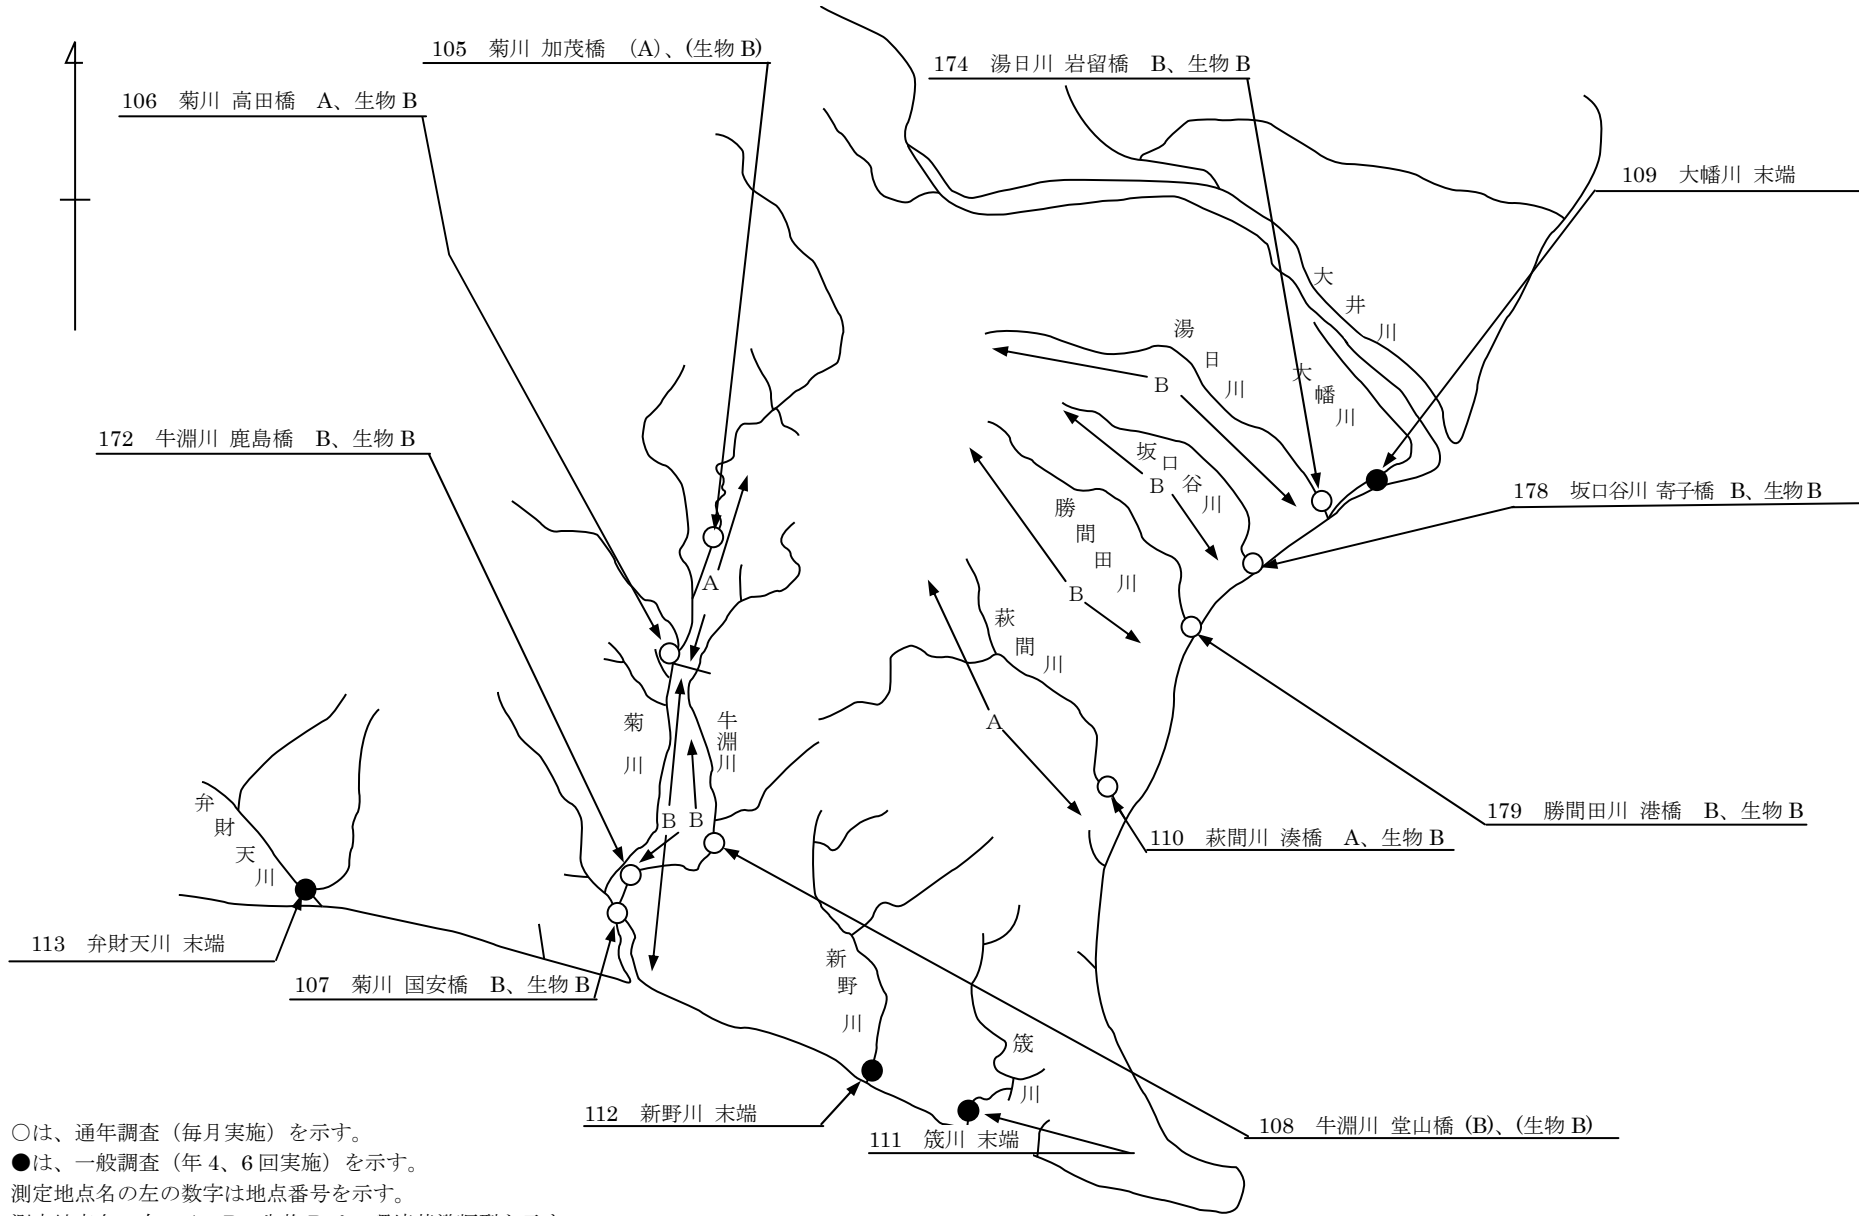 105 菊川 加茂橋 (A)、(生物 B)
174 湯日川 岩留橋 B、生物 B
106 菊川 高田橋 A、生物 B
109 大幡川 末端
大井川
湯日川
大幡川
B
172 牛淵川 鹿島橋 B、生物 B
坂口谷川
B
178 坂口谷川 寄子橋 B、生物 B
勝間田川
B
A
萩間川
A
菊川
牛淵川
弁財天川
B
B
179 勝間田川 港橋 B、生物 B
110 萩間川 湊橋 A、生物 B
113 弁財天川 末端
107 菊川 国安橋 B、生物 B
新野川
筬川
112 新野川 末端
111 筬川 末端
108 牛淵川 堂山橋 (B)、(生物 B)
○は、通年調査(毎月実施)を示す。
●は、一般調査(年 4、6 回実施)を示す。
測定地点名の左の数字は地点番号を示す。